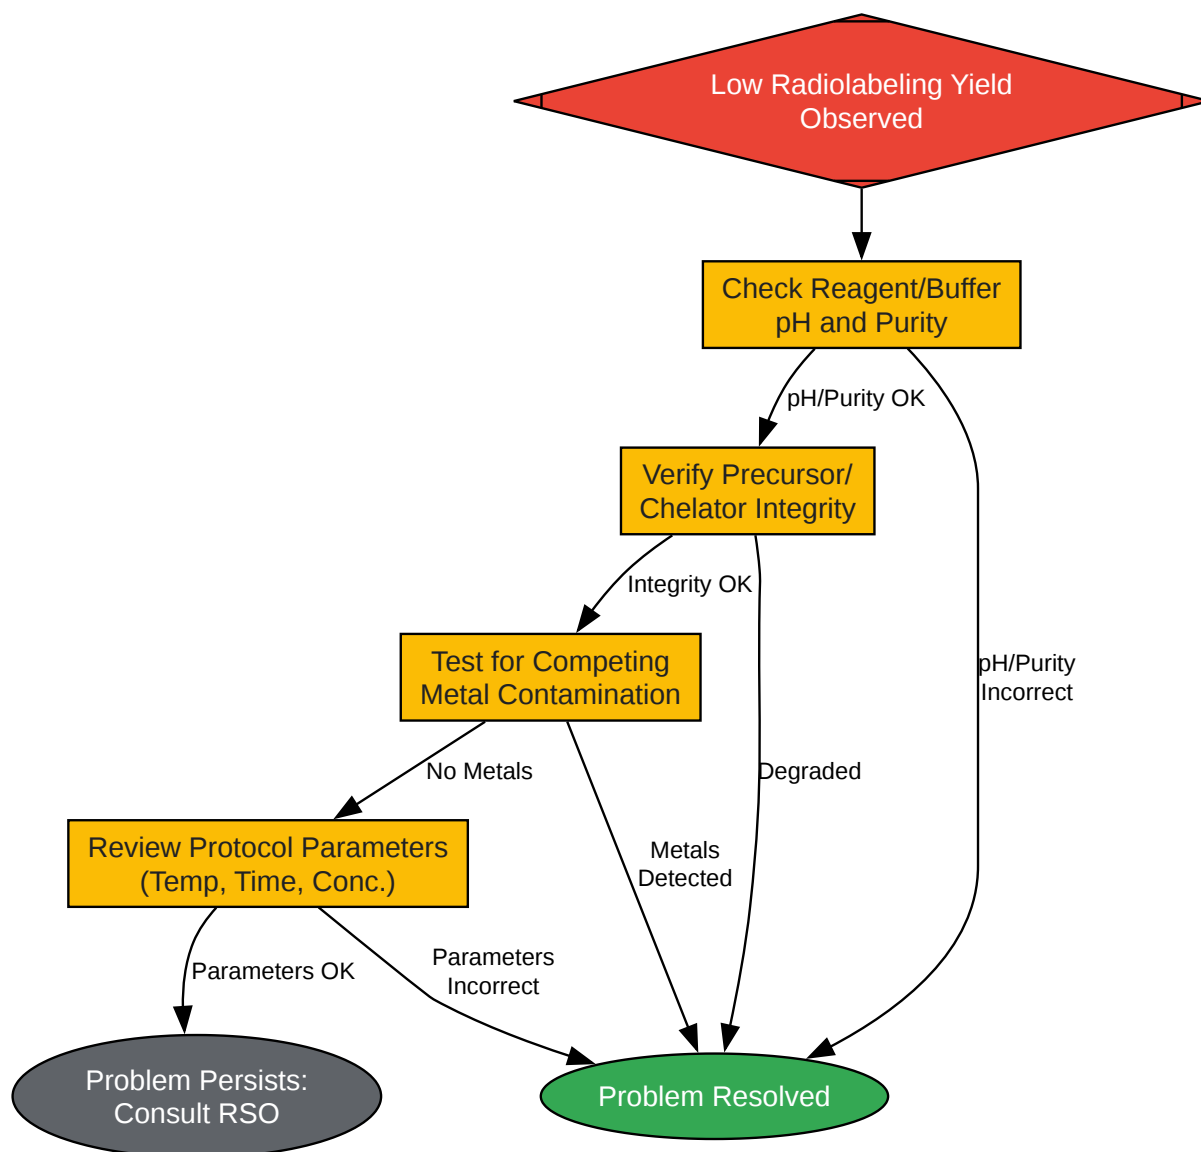 Low Radiolabeling Yield
Observed
Check Reagent/Buffer
pH and Purity
pH/Purity OK
Verify Precursor/
Chelator Integrity
Integrity OK
Test for Competing
Metal Contamination
pH/Purity
Incorrect
No Metals
Degraded
Review Protocol Parameters
(Temp, Time, Conc.)
Metals
Detected
Parameters OK
Parameters
Incorrect
Problem Persists:
Consult RSO
Problem Resolved